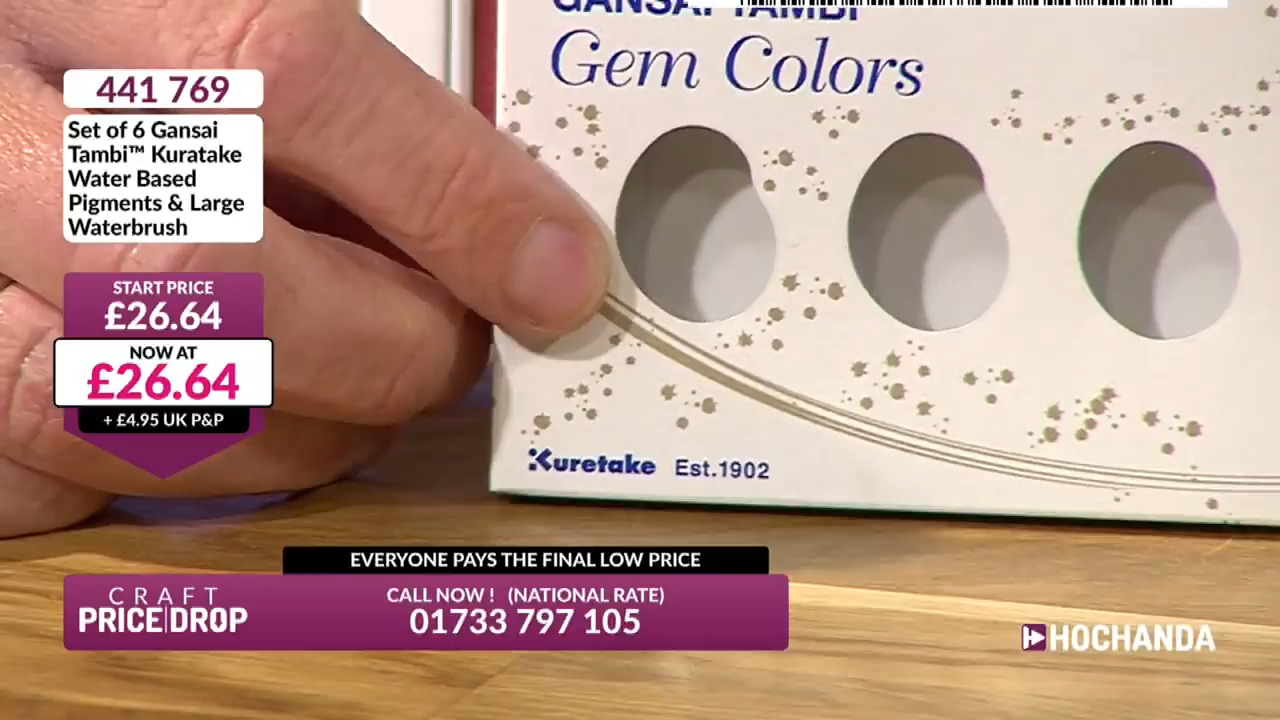 GANSAI TAMBI
Gem Colors
441 769
Set of 6 Gansai
Tambi™ Kuratake
Water Based
Pigments & Large
Waterbrush
START PRICE
£26.64
NOW AT
£26.64
+ £4.95 UK P&P
Kuretake Est.1902
EVERYONE PAYS THE FINAL LOW PRICE
CRAFT
PRICE DROP
CALL NOW ! (NATIONAL RATE)
01733 797 105
HOCHANDA